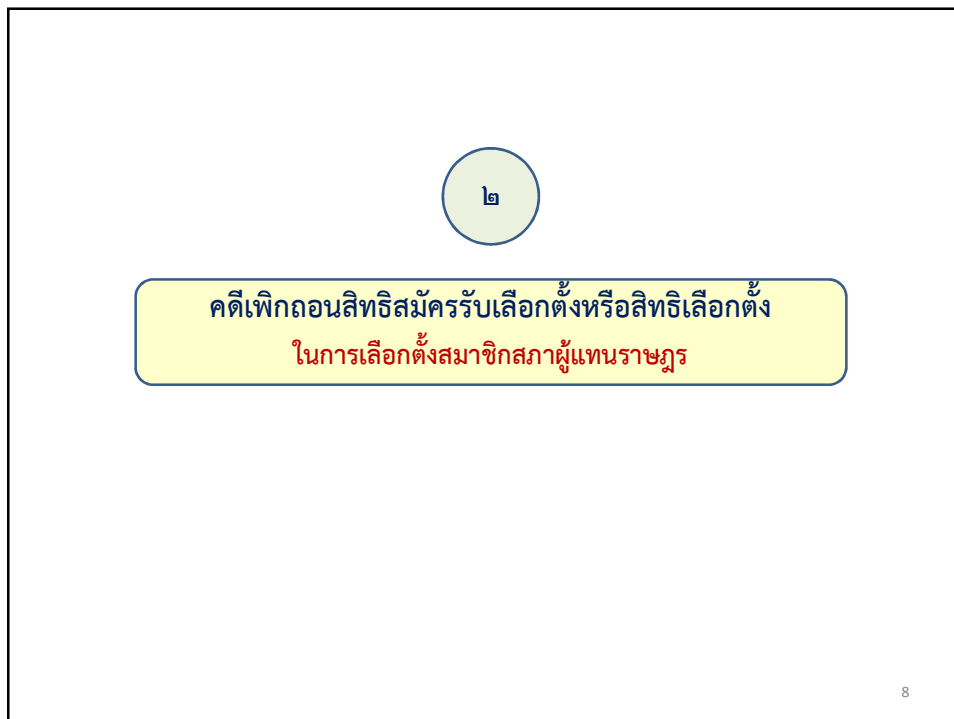 ๒
คดีเพิกถอนสิทธิสมัครรับเลือกตั้งหรือสิทธิเลือกตั้ง
ในการเลือกตั้งสมาชิกสภาผู้แทนราษฎร
8